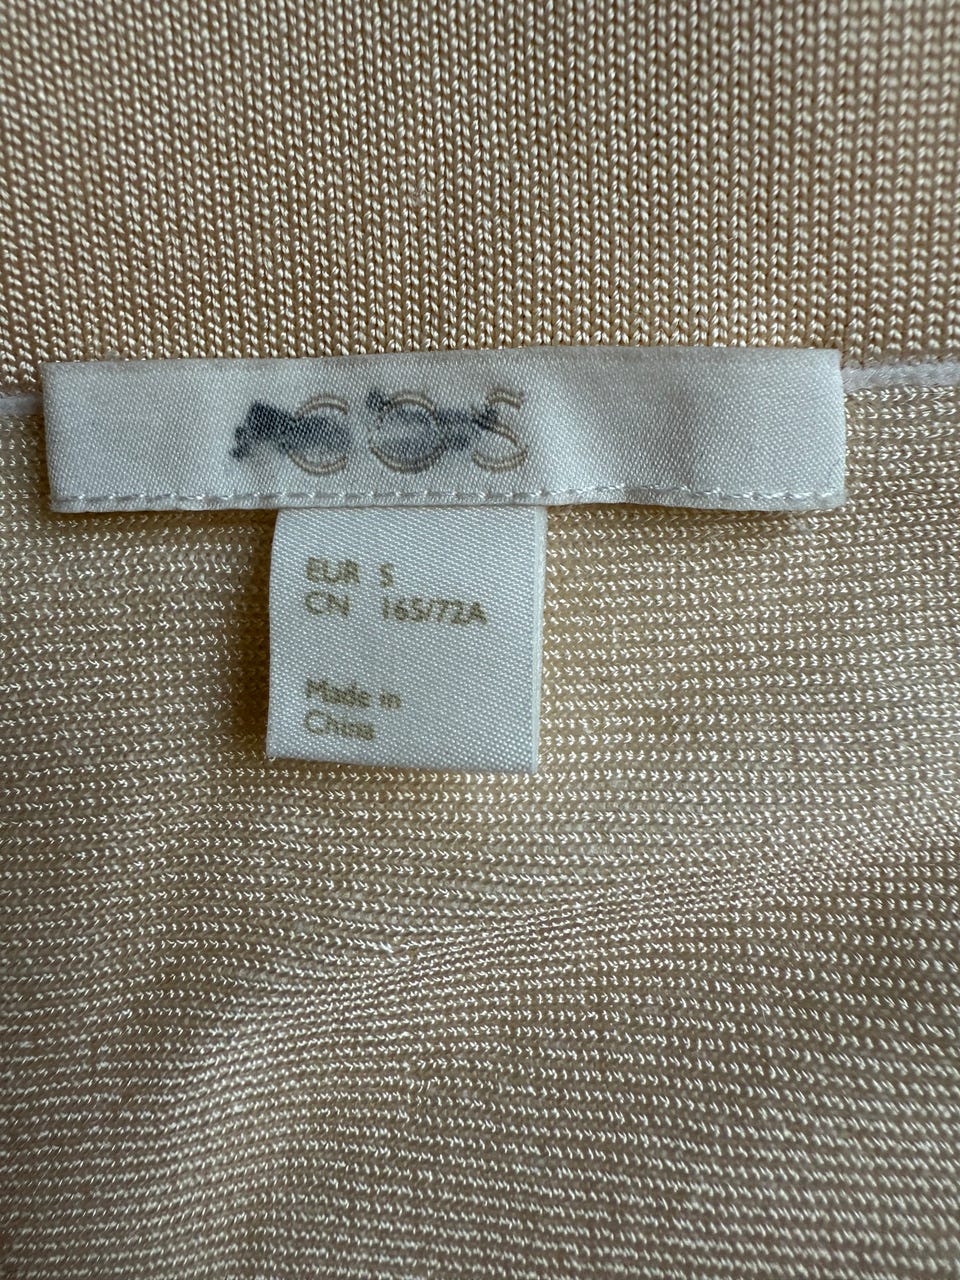 EUR S
CN 165/72A
Made in
China